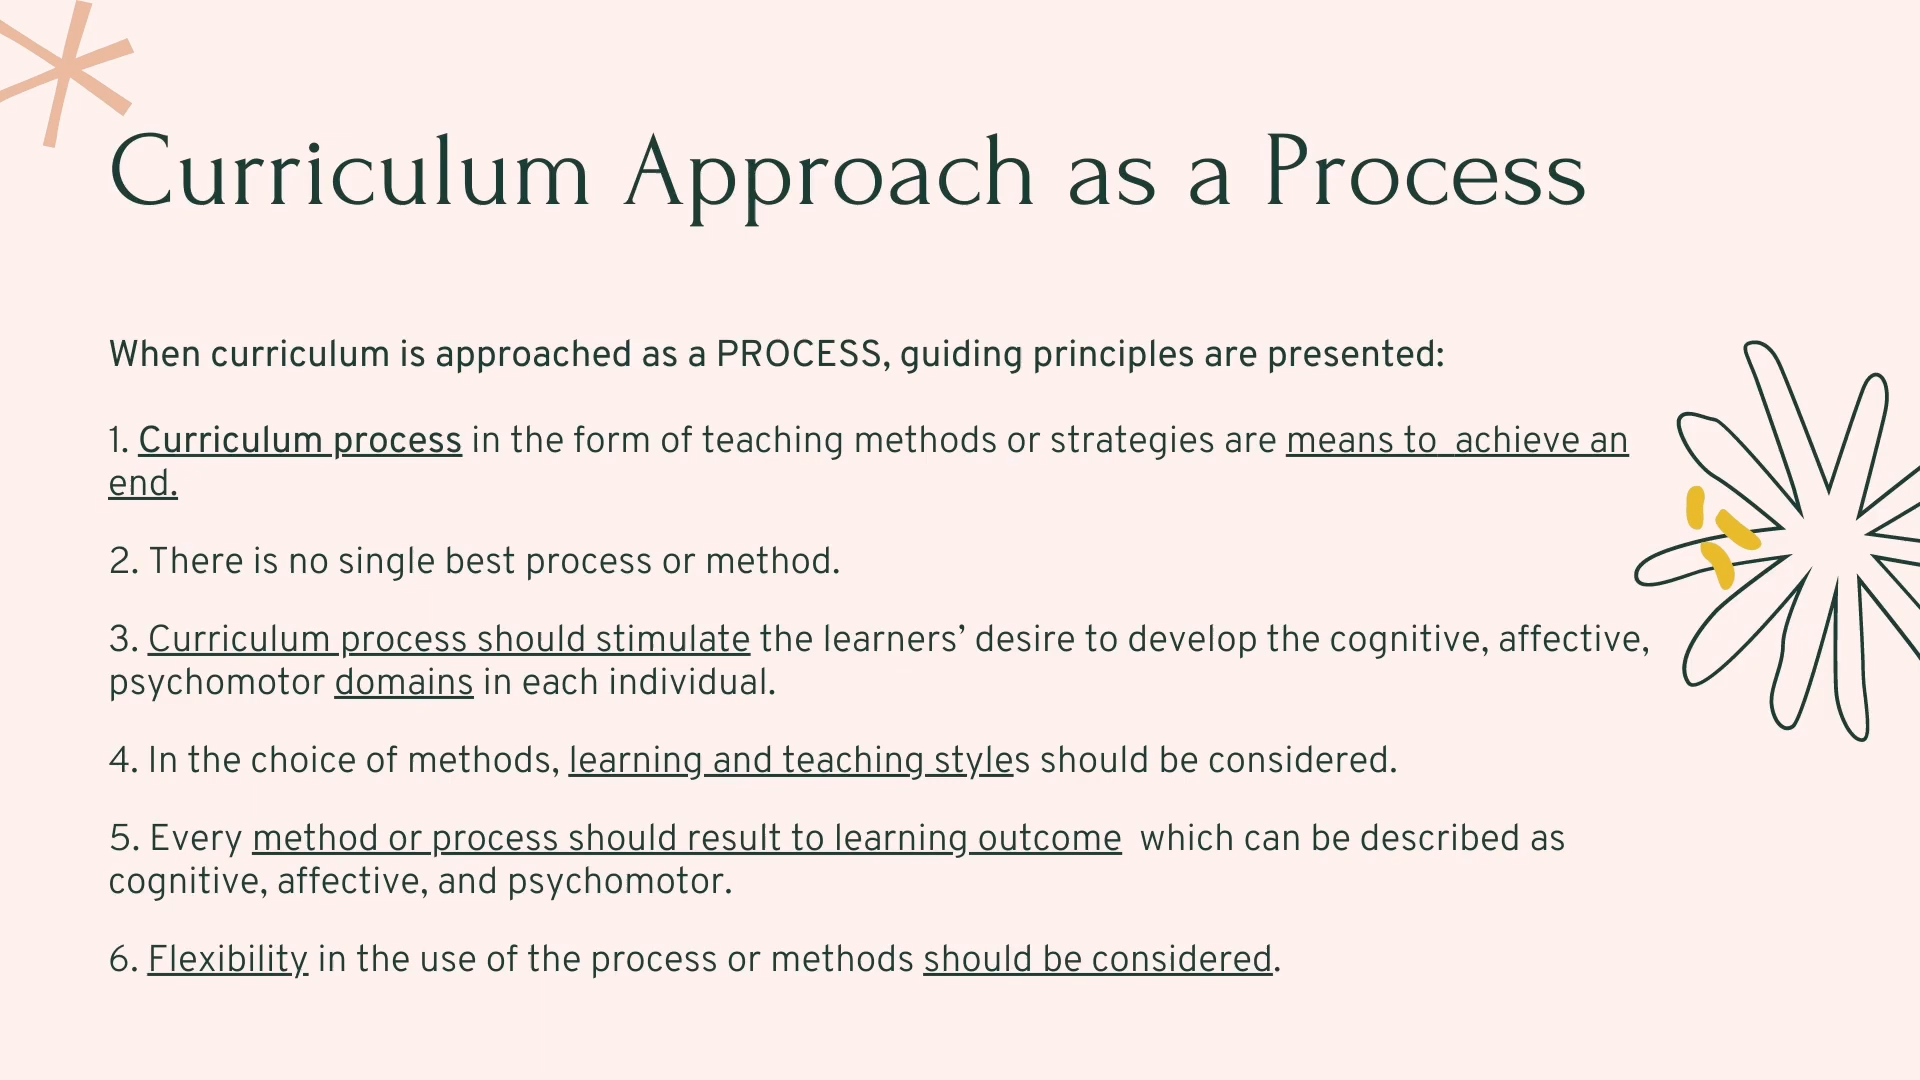 Curriculum Approach as a Process
When curriculum is approached as a PROCESS, guiding principles are presented:
1. Curriculum process in the form of teaching methods or strategies are means to  achieve an
end.
2. There is no single best process or method.
3. Curriculum process should stimulate the learners’ desire to develop the cognitive, affective,
psychomotor domains in each individual.
4. In the choice of methods, learning and teaching styles should be considered.
5. Every method or process should result to learning outcome  which can be described as
cognitive, affective, and psychomotor.
6. Flexibility in the use of the process or methods should be considered.